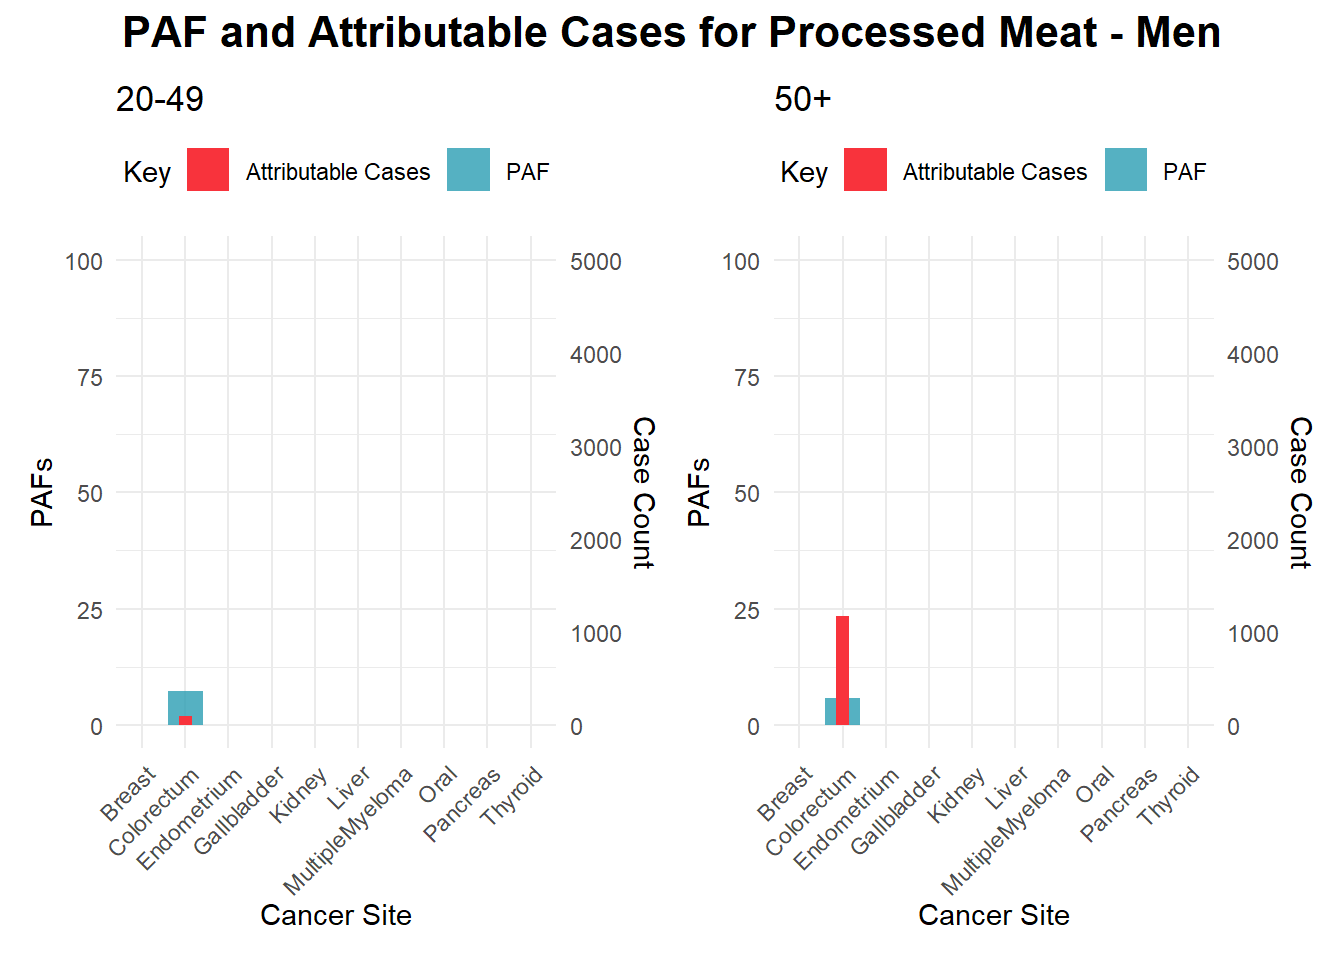 PAF and Attributable Cases for Processed Meat - Men
20-49
Key Attributable Cases PAF
100
75
50
25
0
PAFs
5000
4000
3000
2000
1000
0
Case Count
Breast
Colorectum
Endometrium
Gallbladder
Kidney
Liver
MultipleMyeloma
Oral
Pancreas
Thyroid
Cancer Site
50+
Key Attributable Cases PAF
100
75
50
25
0
PAFs
5000
4000
3000
2000
1000
0
Case Count
Breast
Colorectum
Endometrium
Gallbladder
Kidney
Liver
MultipleMyeloma
Oral
Pancreas
Thyroid
Cancer Site